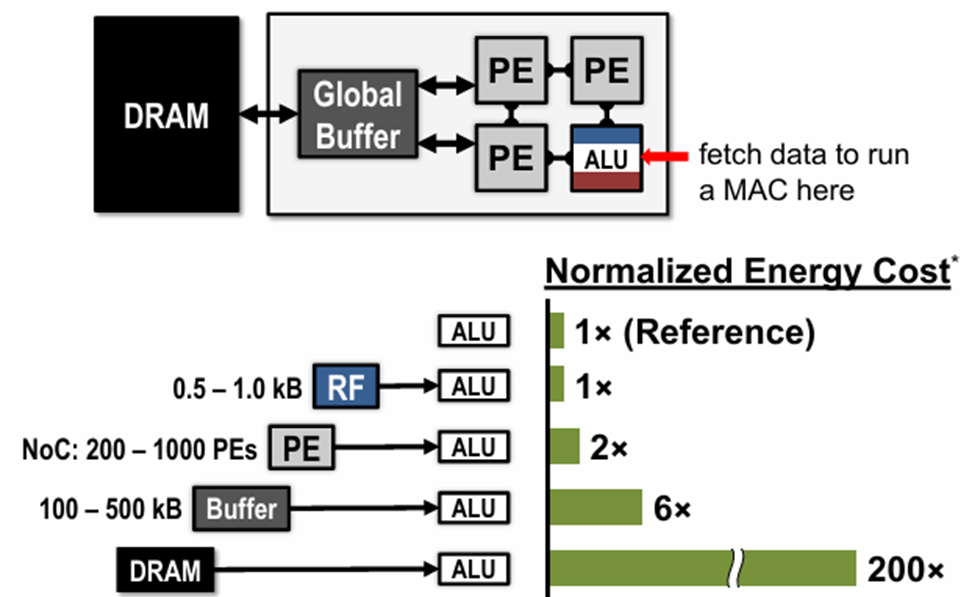 DRAM
Global
Buffer
PE
PE
PE
ALU
fetch data to run
a MAC here
Normalized Energy Cost*
ALU
1× (Reference)
0.5 – 1.0 kB
RF
ALU
1×
NoC: 200 – 1000 PEs
PE
ALU
2×
100 – 500 kB
Buffer
ALU
6×
DRAM
ALU
200×